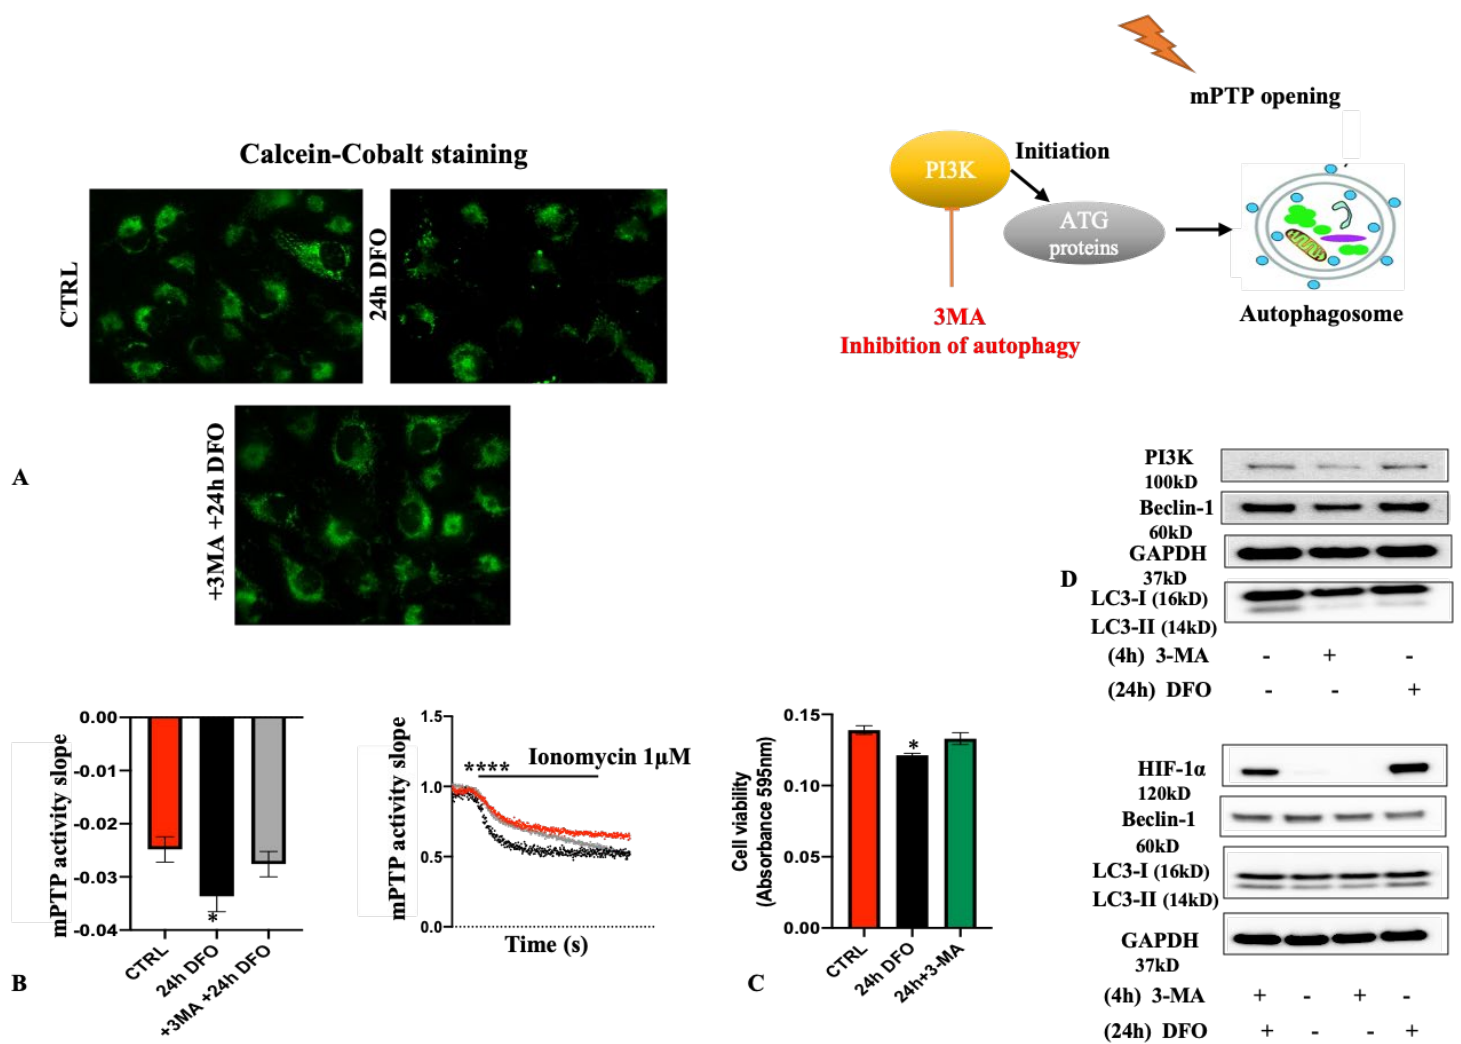 Calcein-Cobalt staining
CTRL
24h DFO
+3MA +24h DFO
A
mPTP opening
PI3K
Initiation
ATG
proteins
Autophagosome
3MA
Inhibition of autophagy
mPTP activity slope
0.00
-0.01
-0.02
-0.03
-0.04
*
CTRL
24h DFO
+3MA +24h DFO
B
mPTP activity slope
1.5
1.0
0.5
0.0
**** Ionomycin 1µM
Time (s)
Cell viability
(Absorbance 595nm)
0.15
0.10
0.05
0.00
*
CTRL
24h DFO
24h+3-MA
C
PI3K
100kD
Beclin-1
60kD
GAPDH
37kD
D
LC3-I (16kD)
LC3-II (14kD)
(4h) 3-MA - + -
(24h) DFO - - +
HIF-1α
120kD
Beclin-1
60kD
LC3-I (16kD)
LC3-II (14kD)
GAPDH
37kD
(4h) 3-MA + - + -
(24h) DFO + - - +